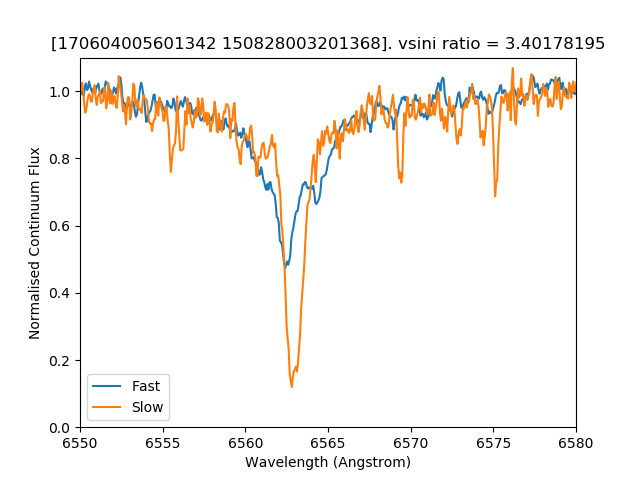 [170604005601342 150828003201368]. vsini ratio = 3.40178195
Normalised Continuum Flux
1.0
0.8
0.6
0.4
0.2
0.0
Fast
Slow
6550 6555 6560 6565 6570 6575 6580
Wavelength (Angstrom)